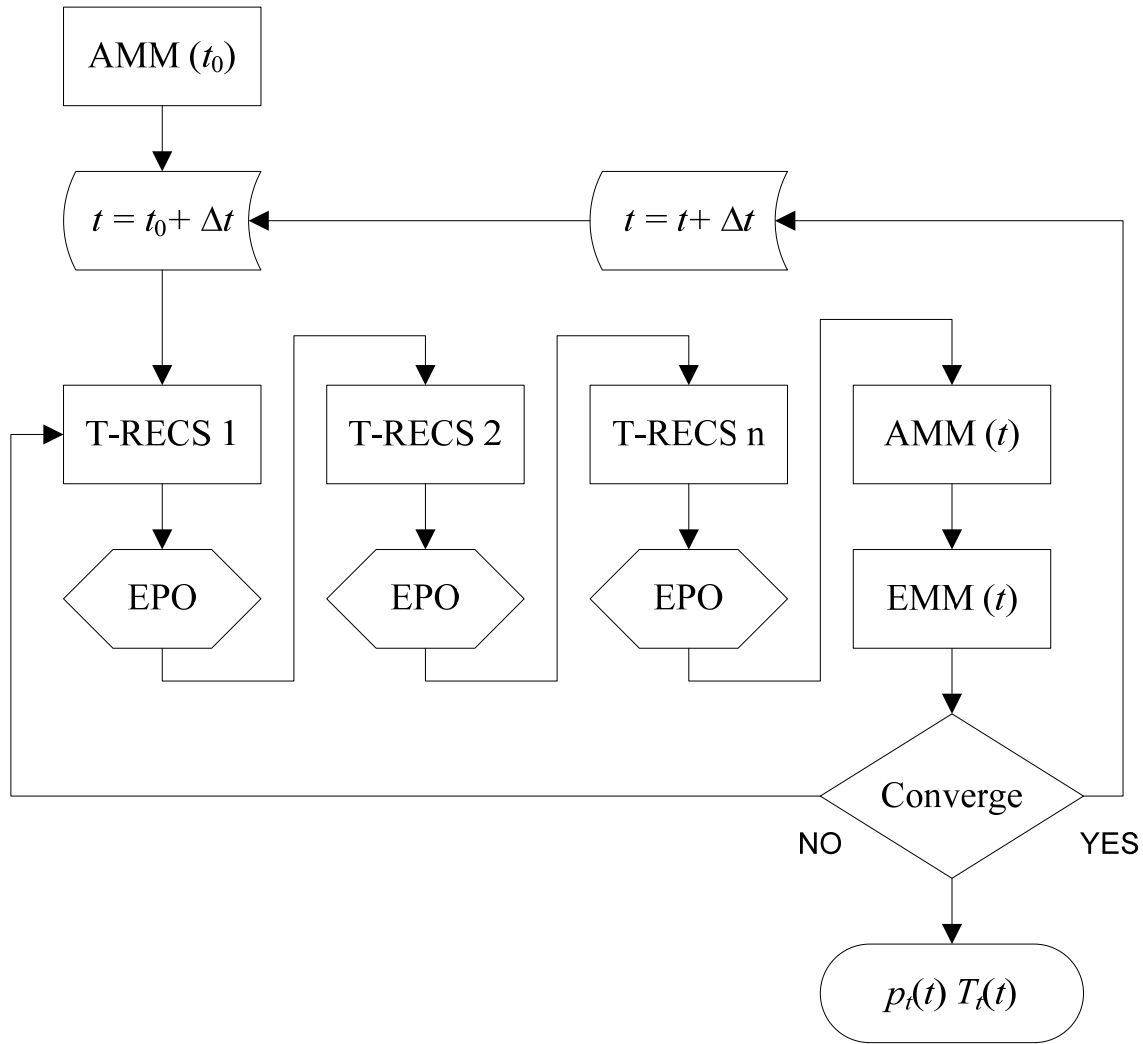 AMM (t₀)
t = t₀+ Δt
t = t+ Δt
T-RECS 1
T-RECS 2
T-RECS n
AMM (t)
EPO
EPO
EPO
EMM (t)
Converge
NO
YES
pₜ(t) Tₜ(t)